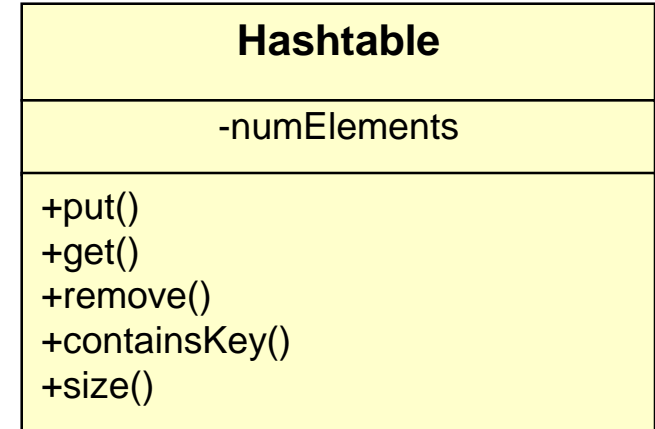 Hashtable
-numElements
+put()
+get()
+remove()
+containsKey()
+size()